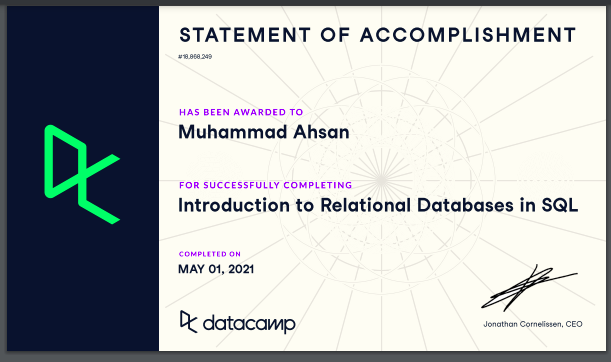 STATEMENT OF ACCOMPLISHMENT
#18,868,249
HAS BEEN AWARDED TO
Muhammad Ahsan
FOR SUCCESSFULLY COMPLETING
Introduction to Relational Databases in SQL
COMPLETED ON
MAY 01, 2021
datacamp
Jonathan Cornelissen, CEO